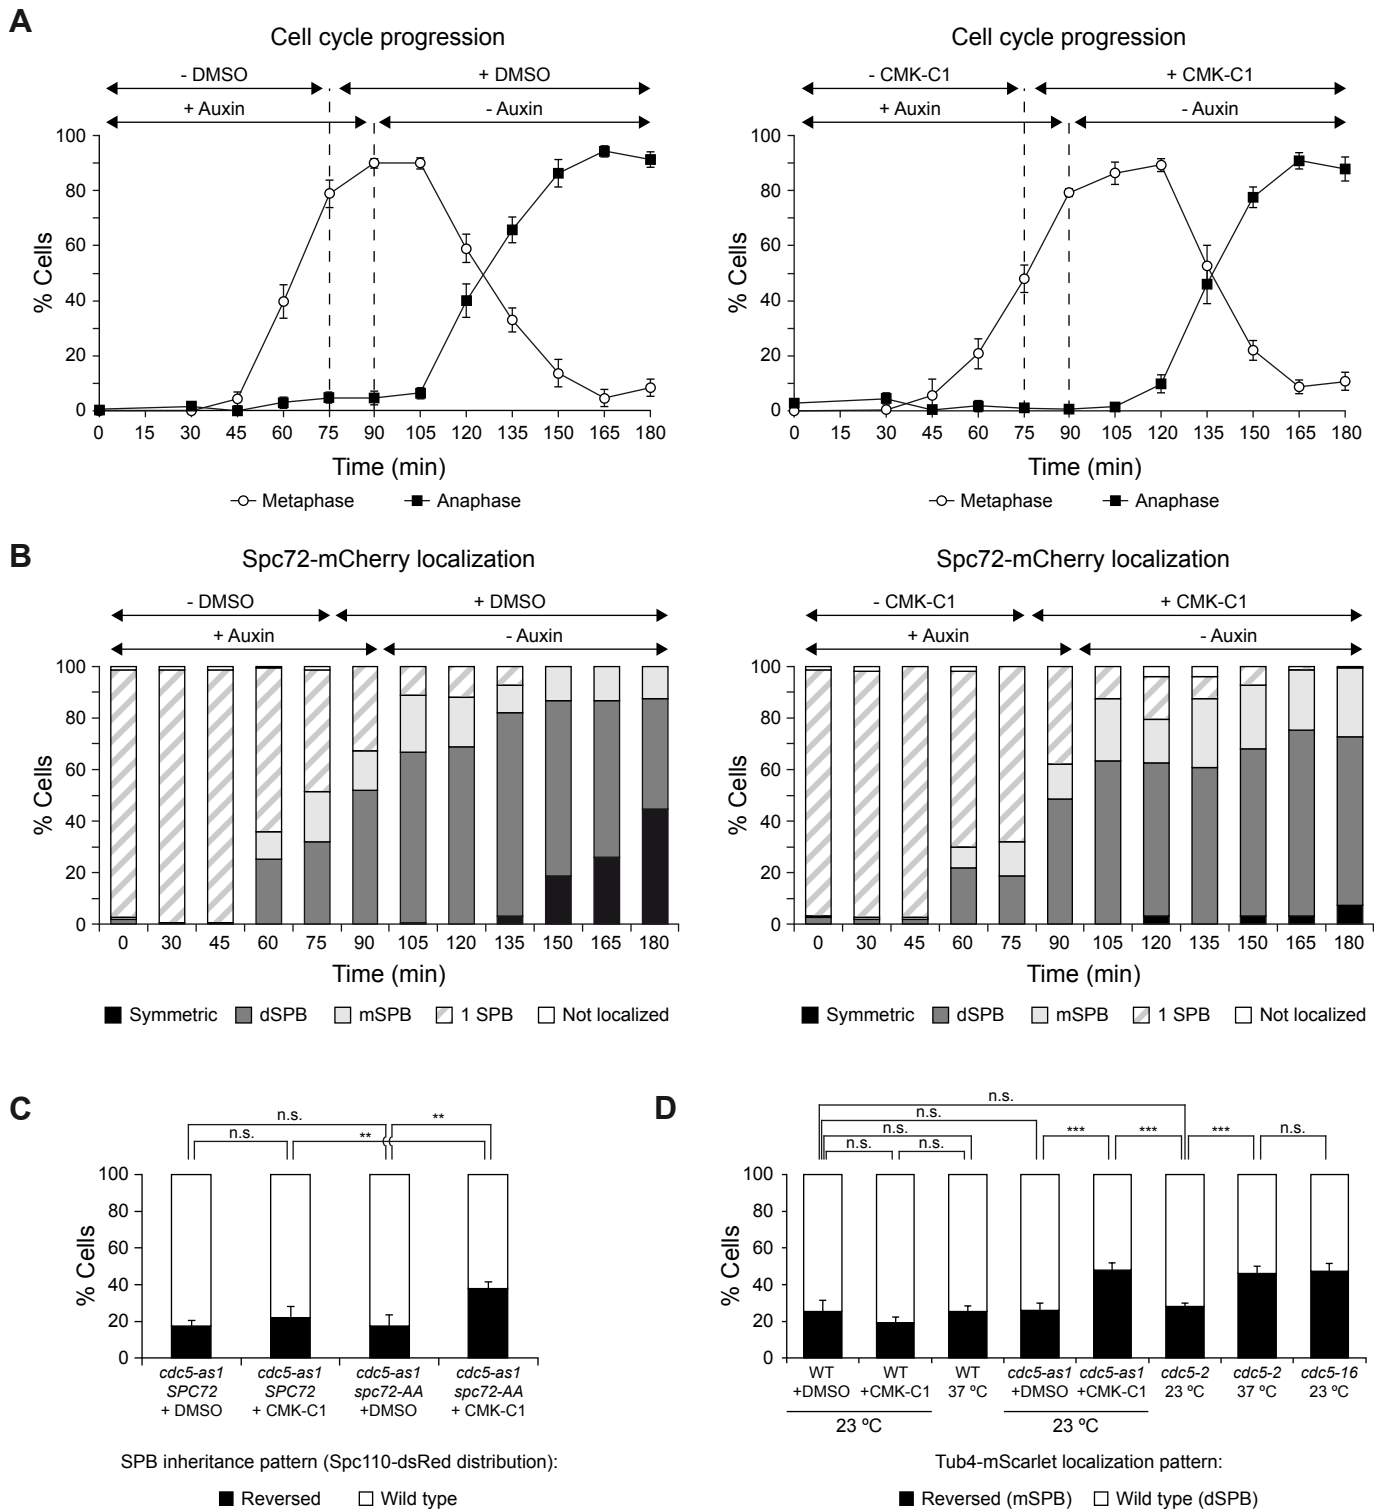 A
Cell cycle progression
- DMSO
+ DMSO
+ Auxin
- Auxin
100
80
60
40
20
0
% Cells
0 15 30 45 60 75 90 105 120 135 150 165 180
Time (min)
Metaphase Anaphase
Cell cycle progression
- CMK-C1
+ CMK-C1
+ Auxin
- Auxin
100
80
60
40
20
0
% Cells
0 15 30 45 60 75 90 105 120 135 150 165 180
Time (min)
Metaphase Anaphase
B
Spc72-mCherry localization
- DMSO
+ DMSO
+ Auxin
- Auxin
100
80
60
40
20
0
% Cells
0 30 45 60 75 90 105 120 135 150 165 180
Time (min)
Symmetric dSPB mSPB 1 SPB Not localized
Spc72-mCherry localization
- CMK-C1
+ CMK-C1
+ Auxin
- Auxin
100
80
60
40
20
0
% Cells
0 30 45 60 75 90 105 120 135 150 165 180
Time (min)
Symmetric dSPB mSPB 1 SPB Not localized
C
n.s.
**
n.s.
**
100
80
60
40
20
0
% Cells
cdc5-as1 cdc5-as1 cdc5-as1 cdc5-as1
SPC72 SPC72 spc72-AA spc72-AA
+ DMSO + CMK-C1 +DMSO + CMK-C1
SPB inheritance pattern (Spc110-dsRed distribution):
Reversed Wild type
D
n.s.
n.s.
n.s. *** *** *** n.s.
n.s. n.s.
100
80
60
40
20
0
% Cells
WT WT WT cdc5-as1 cdc5-as1 cdc5-2 cdc5-2 cdc5-16
+DMSO +CMK-C1 37 ºC +DMSO +CMK-C1 23 ºC 37 ºC 23 ºC
23 ºC 23 ºC
Tub4-mScarlet localization pattern:
Reversed (mSPB) Wild type (dSPB)